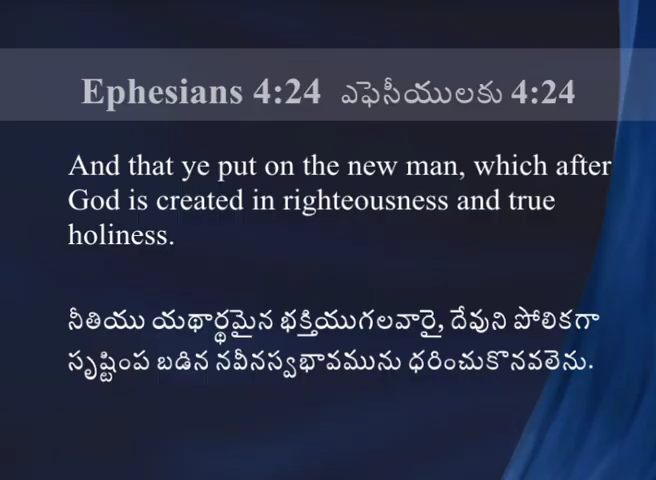 Ephesians 4:24 ఎఫెసీయులకు 4:24
And that ye put on the new man, which after
God is created in righteousness and true
holiness.
నీతియు యథార్థమైన భక్తియుగలవారై, దేవుని పోలికగా
సృష్టింప బడిన నవీనస్వభావమును ధరించుకొనవలెను.